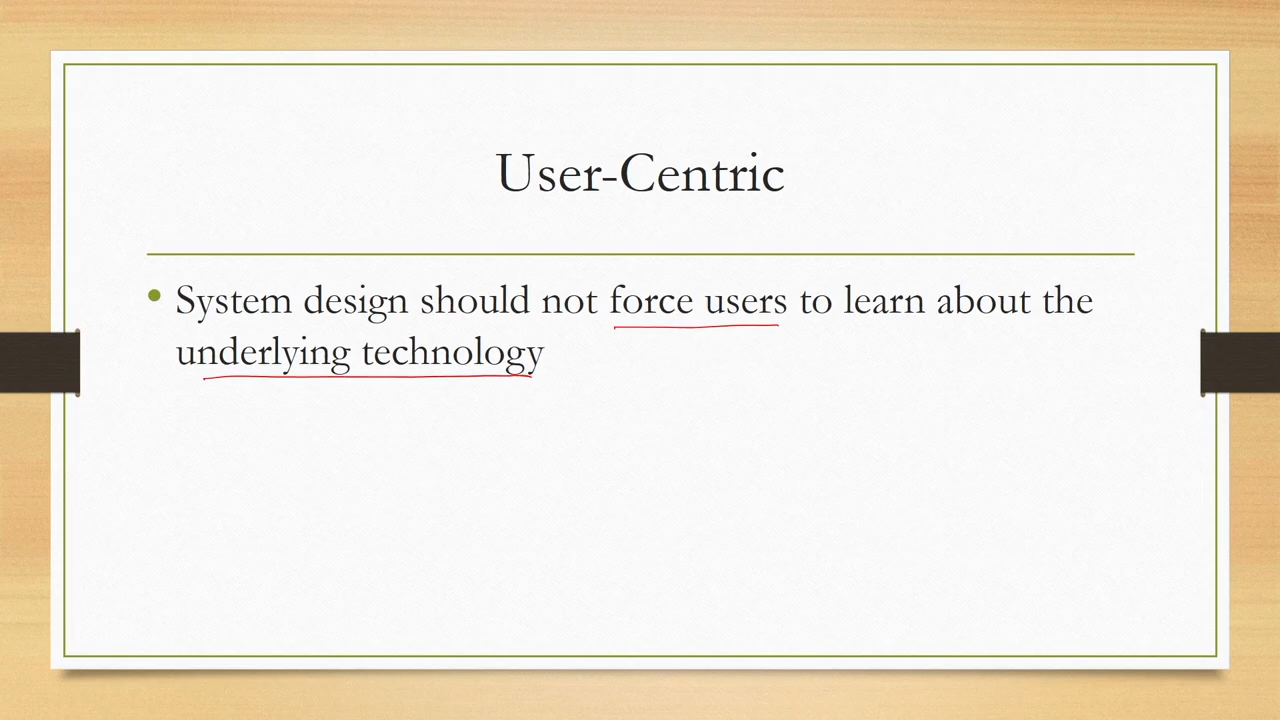 User-Centric
• System design should not force users to learn about the
underlying technology